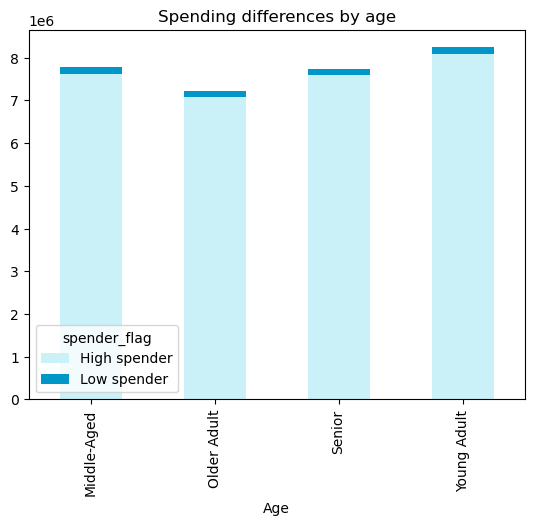 Spending differences by age
1e6
8
7
6
5
4
3
2
1
0
spender_flag
High spender
Low spender
Middle-Aged
Older Adult
Senior
Young Adult
Age